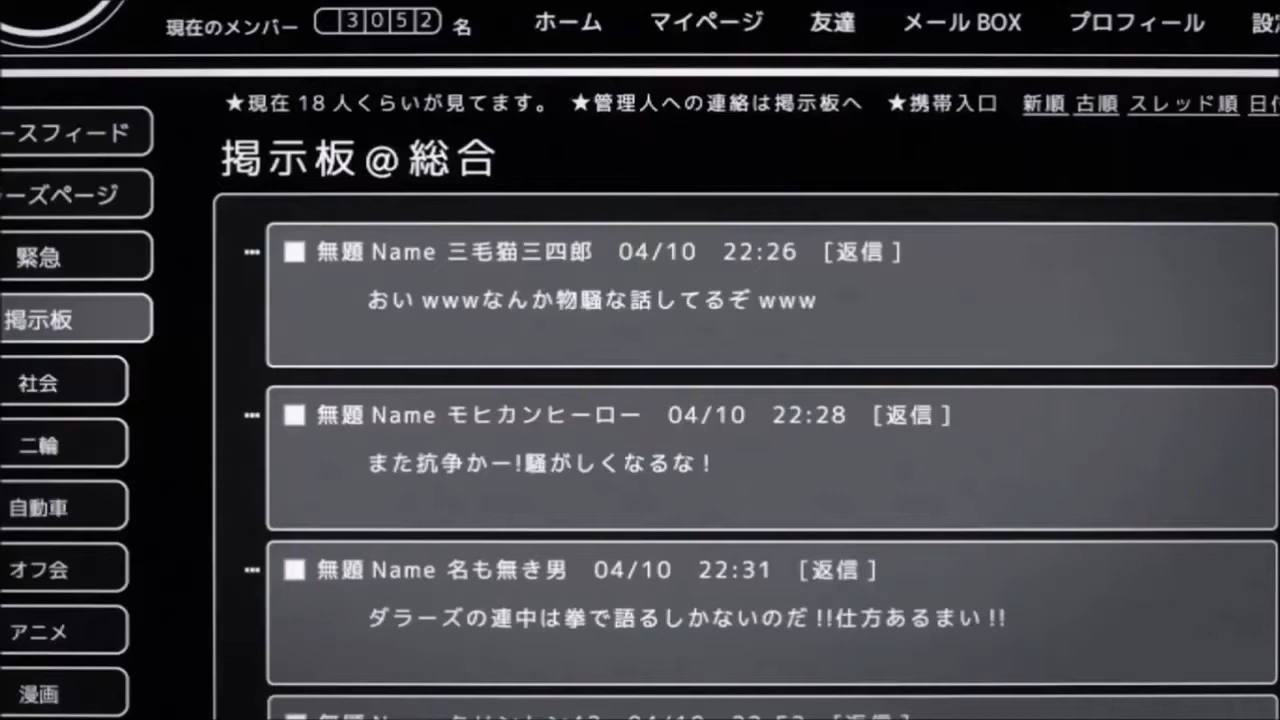 現在のメンバー 3052 名 ホーム マイページ 友達 メール BOX プロフィール 設定
★現在 18 人くらいが見てます。 ★管理人への連絡は掲示板へ ★携帯入口 新順 古順 スレッド順
掲示板@総合
ースフィード
ーズページ
緊急
掲示板
社会
二輪
自動車
オフ会
アニメ
漫画
■ 無題 Name 三毛猫三四郎 04/10 22:26 [返信 ]
おい wwwなんか物騒な話してるぞ www
■ 無題 Name モヒカンヒーロー 04/10 22:28 [返信 ]
また抗争かー!騒がしくなるな!
■ 無題 Name 名も無き男 04/10 22:31 [返信 ]
ダラーズの連中は拳で語るしかないのだ !!仕方あるまい !!